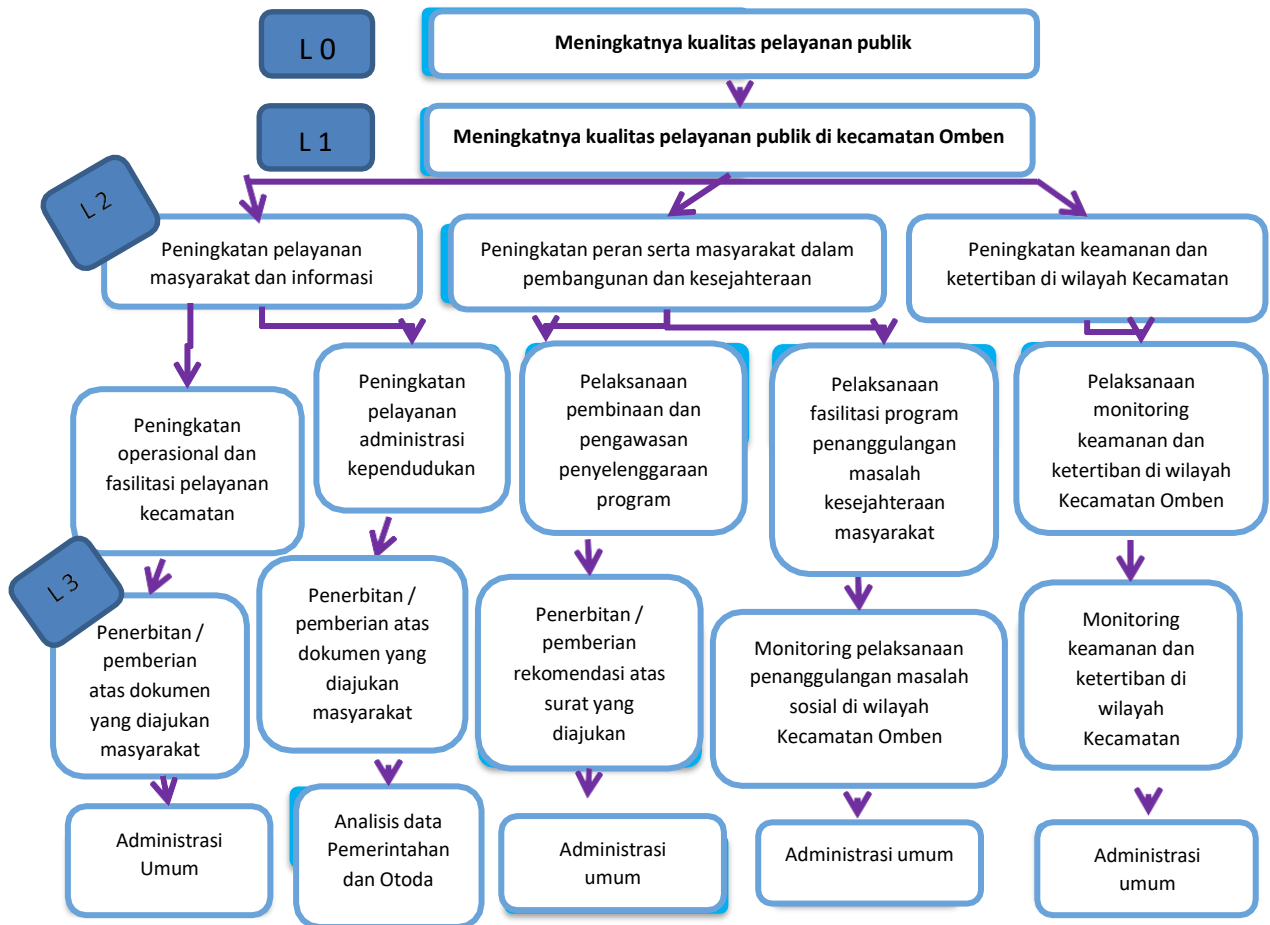 L 0
Meningkatnya kualitas pelayanan publik
L 1
Meningkatnya kualitas pelayanan publik di kecamatan Omben
L 2
Peningkatan pelayanan
masyarakat dan informasi
Peningkatan peran serta masyarakat dalam
pembangunan dan kesejahteraan
Peningkatan keamanan dan
ketertiban di wilayah Kecamatan
Peningkatan
operasional dan
fasilitasi pelayanan
kecamatan
Peningkatan
pelayanan
administrasi
kependudukan
Pelaksanaan
pembinaan dan
pengawasan
penyelenggaraan
program
Pelaksanaan
fasilitasi program
penanggulangan
masalah
kesejahteraan
masyarakat
Pelaksanaan
monitoring
keamanan dan
ketertiban di wilayah
Kecamatan Omben
L 3
Penerbitan /
pemberian
atas dokumen
yang diajukan
masyarakat
Penerbitan /
pemberian atas
dokumen yang
diajukan
masyarakat
Penerbitan /
pemberian
rekomendasi atas
surat yang
diajukan
Monitoring pelaksanaan
penanggulangan masalah
sosial di wilayah
Kecamatan Omben
Monitoring
keamanan dan
ketertiban di
wilayah
Kecamatan
Administrasi
Umum
Analisis data
Pemerintahan
dan Otoda
Administrasi
umum
Administrasi umum
Administrasi
umum